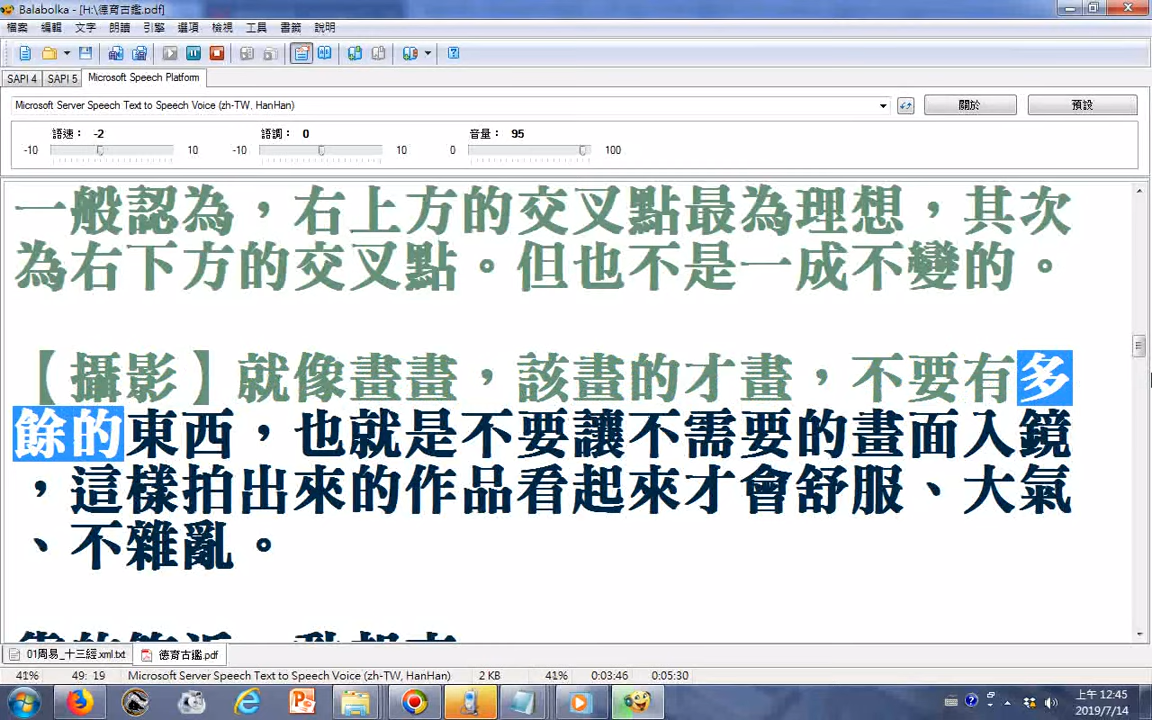 Balabolka - [H:\德育古鑑.pdf]
檔案 編輯 文字 朗讀 引擎 選項 檢視 工具 書籤 說明
SAPI 4 SAPI 5 Microsoft Speech Platform
Microsoft Server Speech Text to Speech Voice (zh-TW, HanHan) 關於 預設
語速： -2 語調： 0 音量： 95
-10 10 -10 10 0 100
一般認為，右上方的交叉點最為理想，其次
為右下方的交叉點。但也不是一成不變的。
【攝影】就像畫畫，該畫的才畫，不要有多
餘的東西，也就是不要讓不需要的畫面入鏡
，這樣拍出來的作品看起來才會舒服、大氣
、不雜亂。
01周易_十三經.xml.txt 德育古鑑.pdf
41% 49: 19 Microsoft Server Speech Text to Speech Voice (zh-TW, HanHan) 2 KB 41% 0:03:46 0:05:30
上午 12:45
2019/7/14